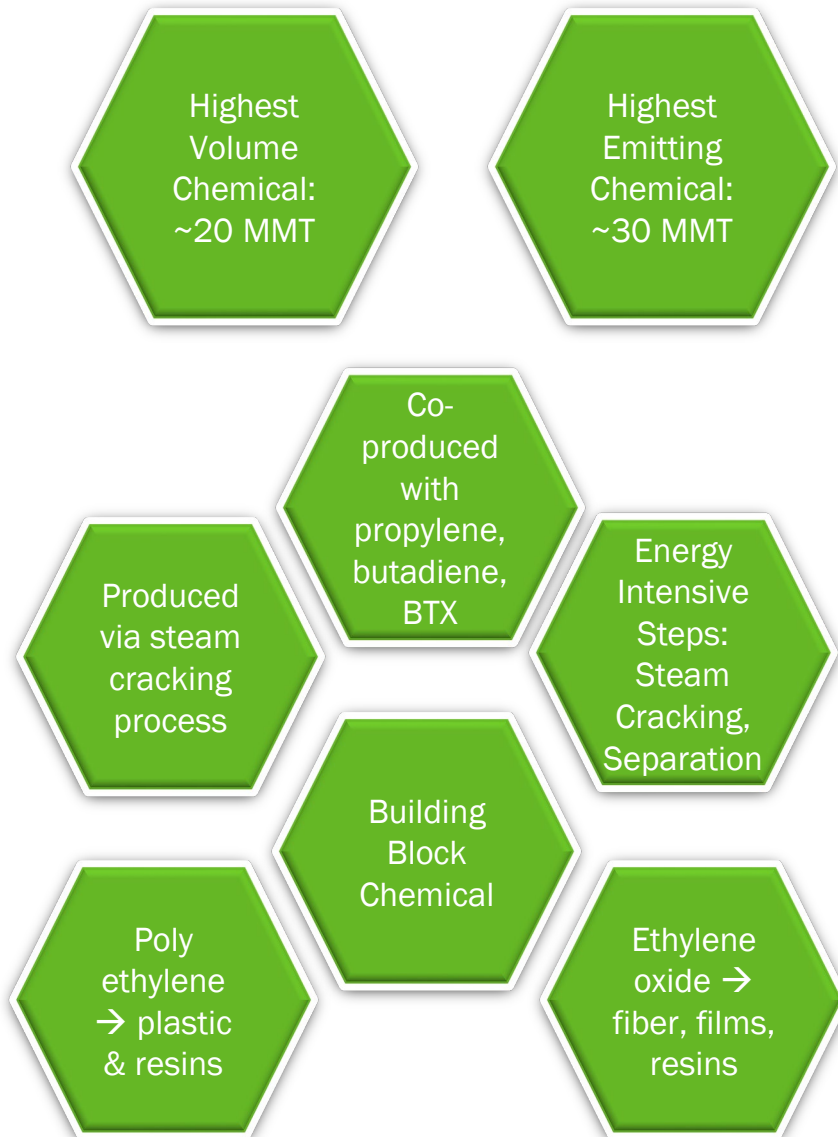 Highest
Volume
Chemical:
~20 MMT
Highest
Emitting
Chemical:
~30 MMT
Co-
produced
with
propylene,
butadiene,
BTX
Produced
via steam
cracking
process
Energy
Intensive
Steps:
Steam
Cracking,
Separation
Building
Block
Chemical
Poly
ethylene
→ plastic
& resins
Ethylene
oxide →
fiber, films,
resins